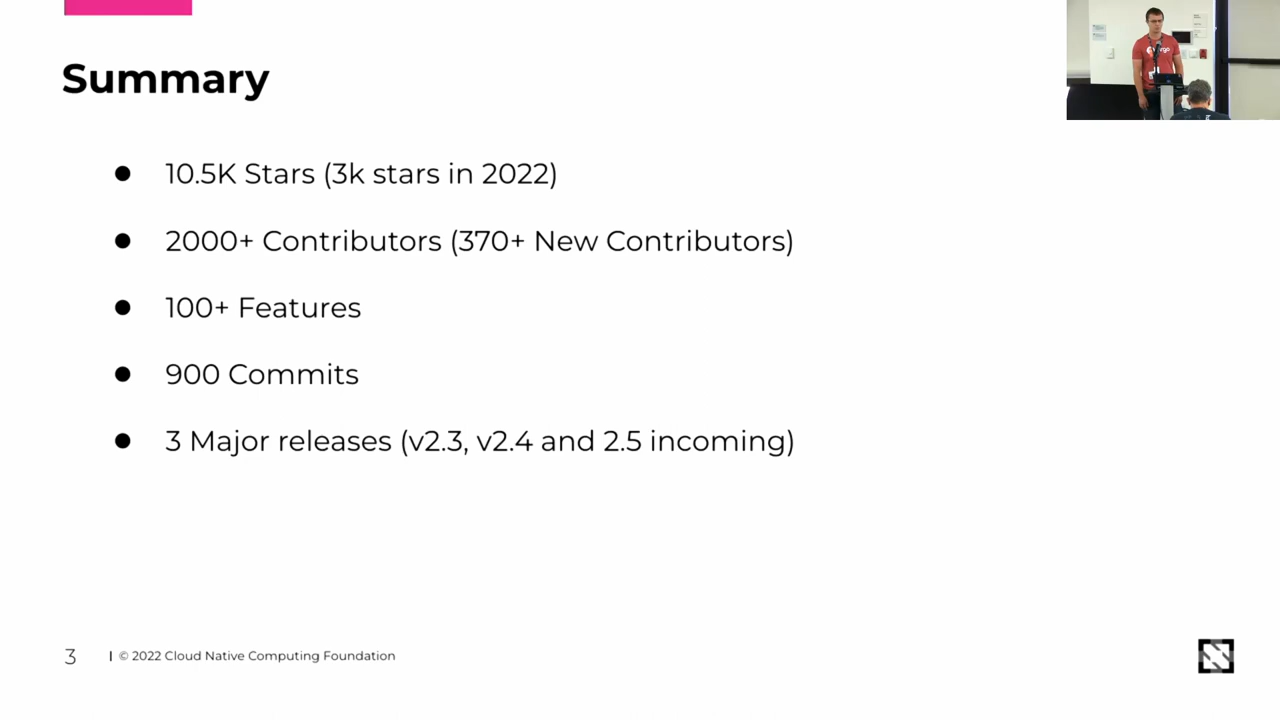 Summary
● 10.5K Stars (3k stars in 2022)
● 2000+ Contributors (370+ New Contributors)
● 100+ Features
● 900 Commits
● 3 Major releases (v2.3, v2.4 and 2.5 incoming)
3 | © 2022 Cloud Native Computing Foundation